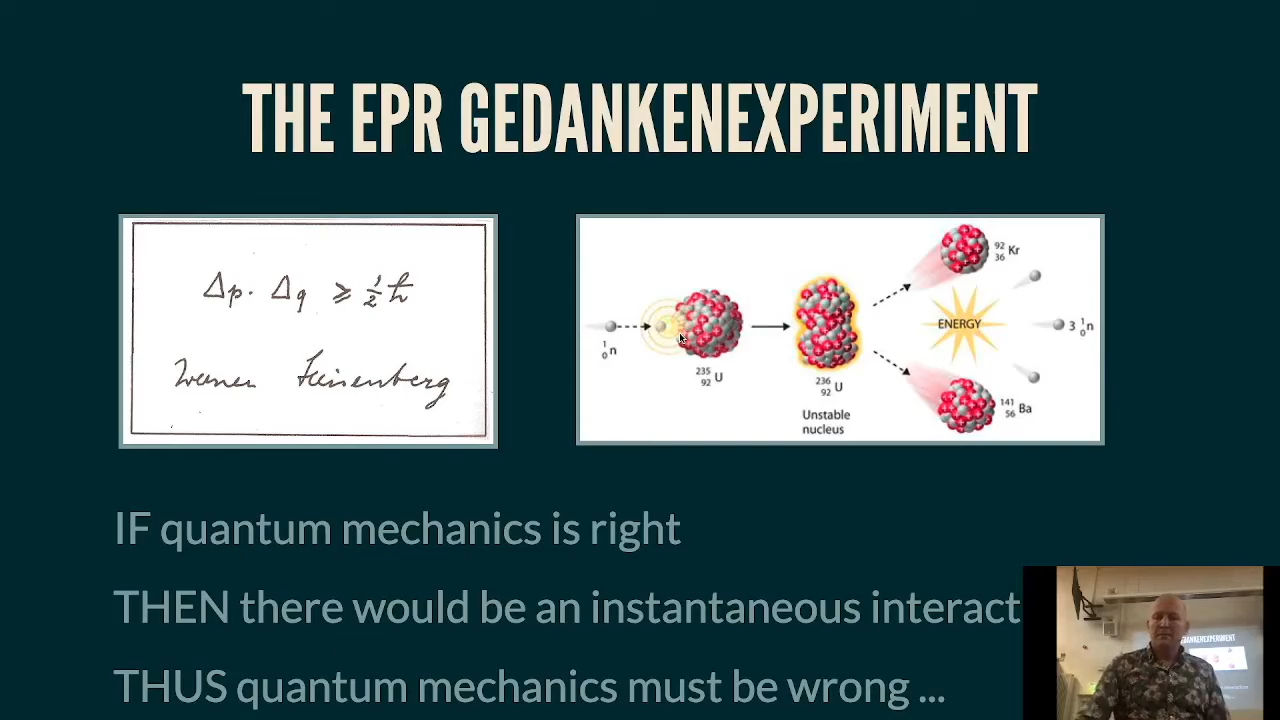 THE EPR GEDANKENEXPERIMENT
Δp · Δq ⩾ ½ ħ
Werner Heisenberg
92 36 Kr
ENERGY
1 0 n
3 1 0 n
235 92 U
236 92 U
141 56 Ba
Unstable
nucleus
IF quantum mechanics is right
THEN there would be an instantaneous interact
THUS quantum mechanics must be wrong ...